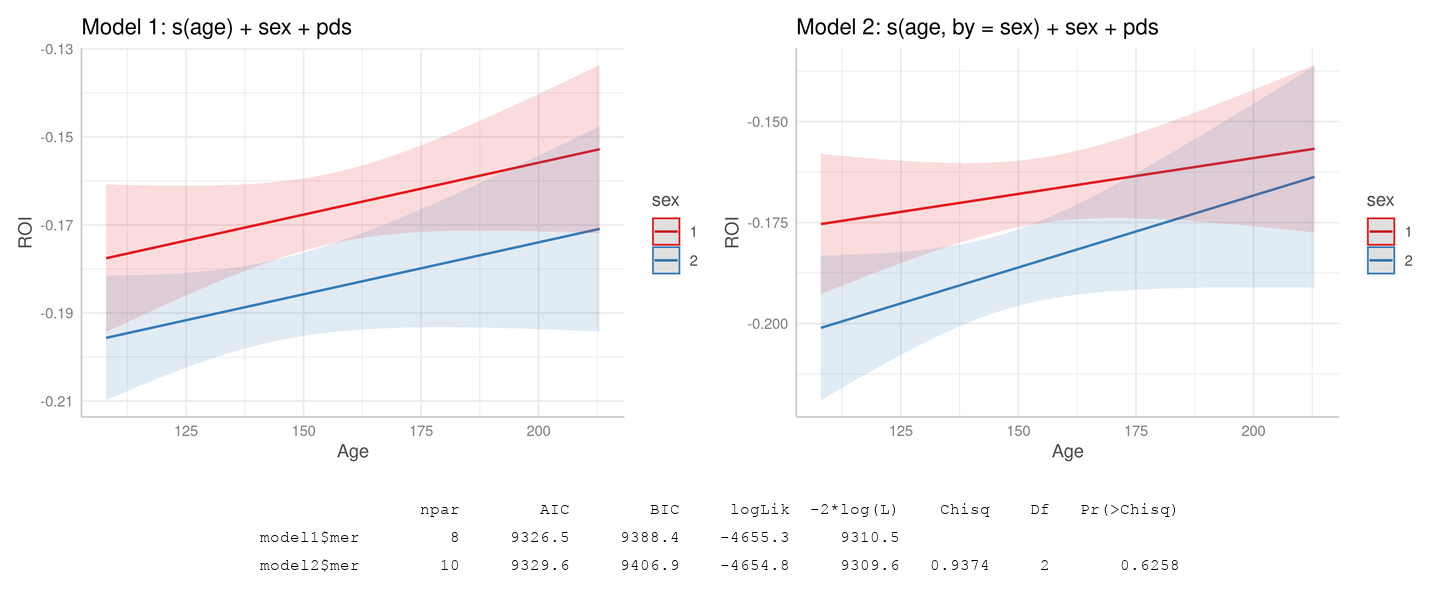 Model 1: s(age) + sex + pds
-0.13
-0.15
-0.17
-0.19
-0.21
ROI
125 150 175 200
Age
sex
1
2
Model 2: s(age, by = sex) + sex + pds
-0.150
-0.175
-0.200
ROI
125 150 175 200
Age
sex
1
2
npar AIC BIC logLik -2*log(L) Chisq Df Pr(>Chisq)
model1$mer 8 9326.5 9388.4 -4655.3 9310.5
model2$mer 10 9329.6 9406.9 -4654.8 9309.6 0.9374 2 0.6258